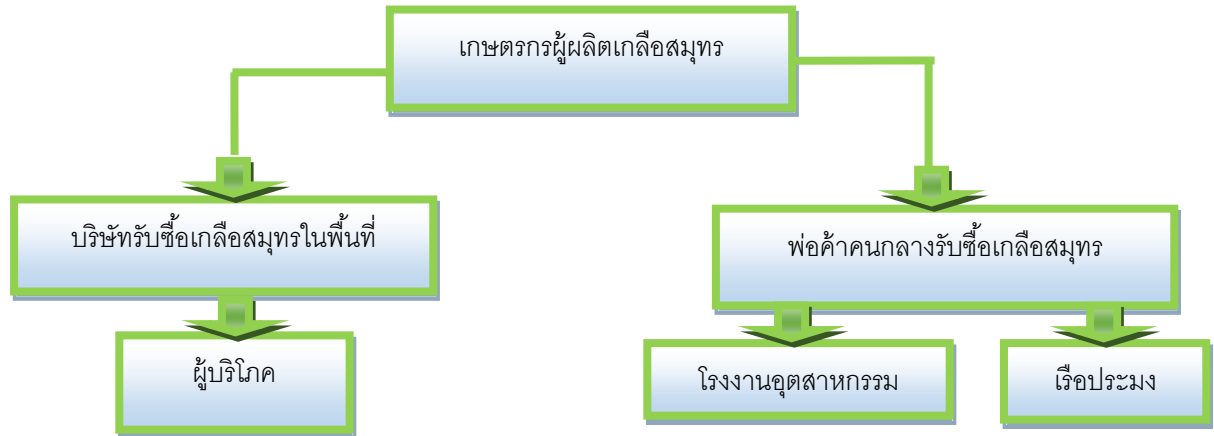 เกษตรกรผู้ผลิตเกลือสมุทร
บริษัทรับซื้อเกลือสมุทรในพื้นที่
พ่อค้าคนกลางรับซื้อเกลือสมุทร
ผู้บริโภค
โรงงานอุตสาหกรรม
เรือประมง